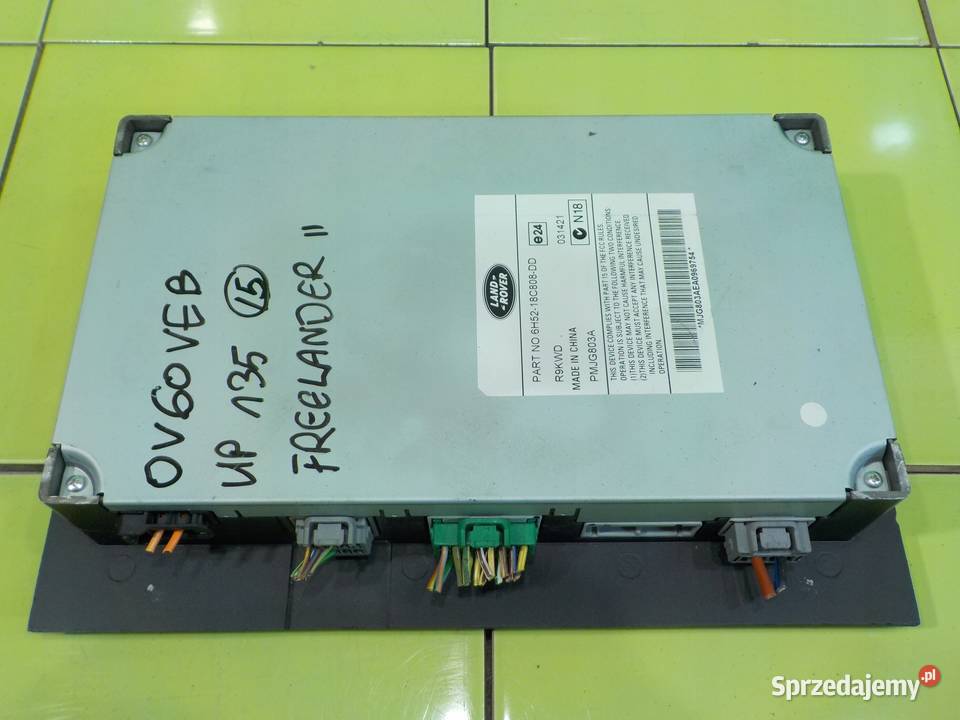 OV60VEB
UP 135 15
FREELANDER II
LAND-
-ROVER
e24
031421
N18
PART NO.6H52-18C808-DD
R9KWD
MADE IN CHINA
PMJG803A
THIS DEVICE COMPLIES WITH PART 15 OF THE FCC RULES.
OPERATION IS SUBJECT TO THE FOLLOWING TWO CONDITIONS:
(1)THIS DEVICE MAY NOT CAUSE HARMFUL INTERFERENCE.
(2)THIS DEVICE MUST ACCEPT ANY INTERFERENCE RECEIVED
INCLUDING INTERFERENCE THAT MAY CAUSE UNDESIRED
OPERATION.
*MJG803AEA0969754*
Sprzedajemy.pl